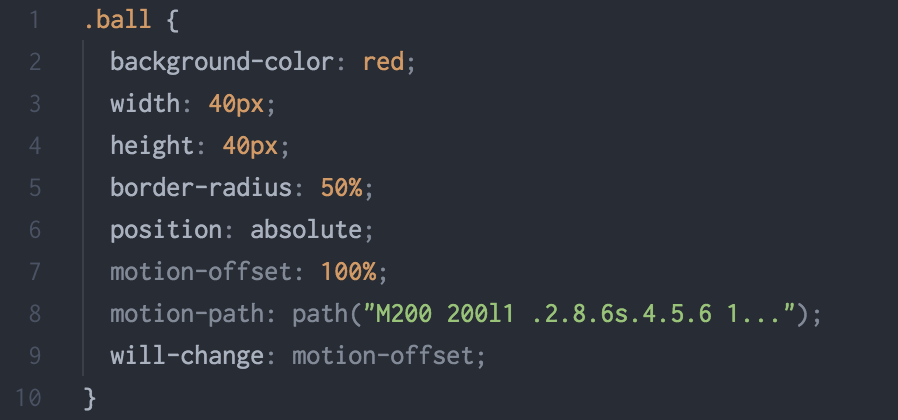 1 .ball {
2 background-color: red;
3 width: 40px;
4 height: 40px;
5 border-radius: 50%;
6 position: absolute;
7 motion-offset: 100%;
8 motion-path: path("M200 200l1 .2.8.6s.4.5.6 1...");
9 will-change: motion-offset;
10 }